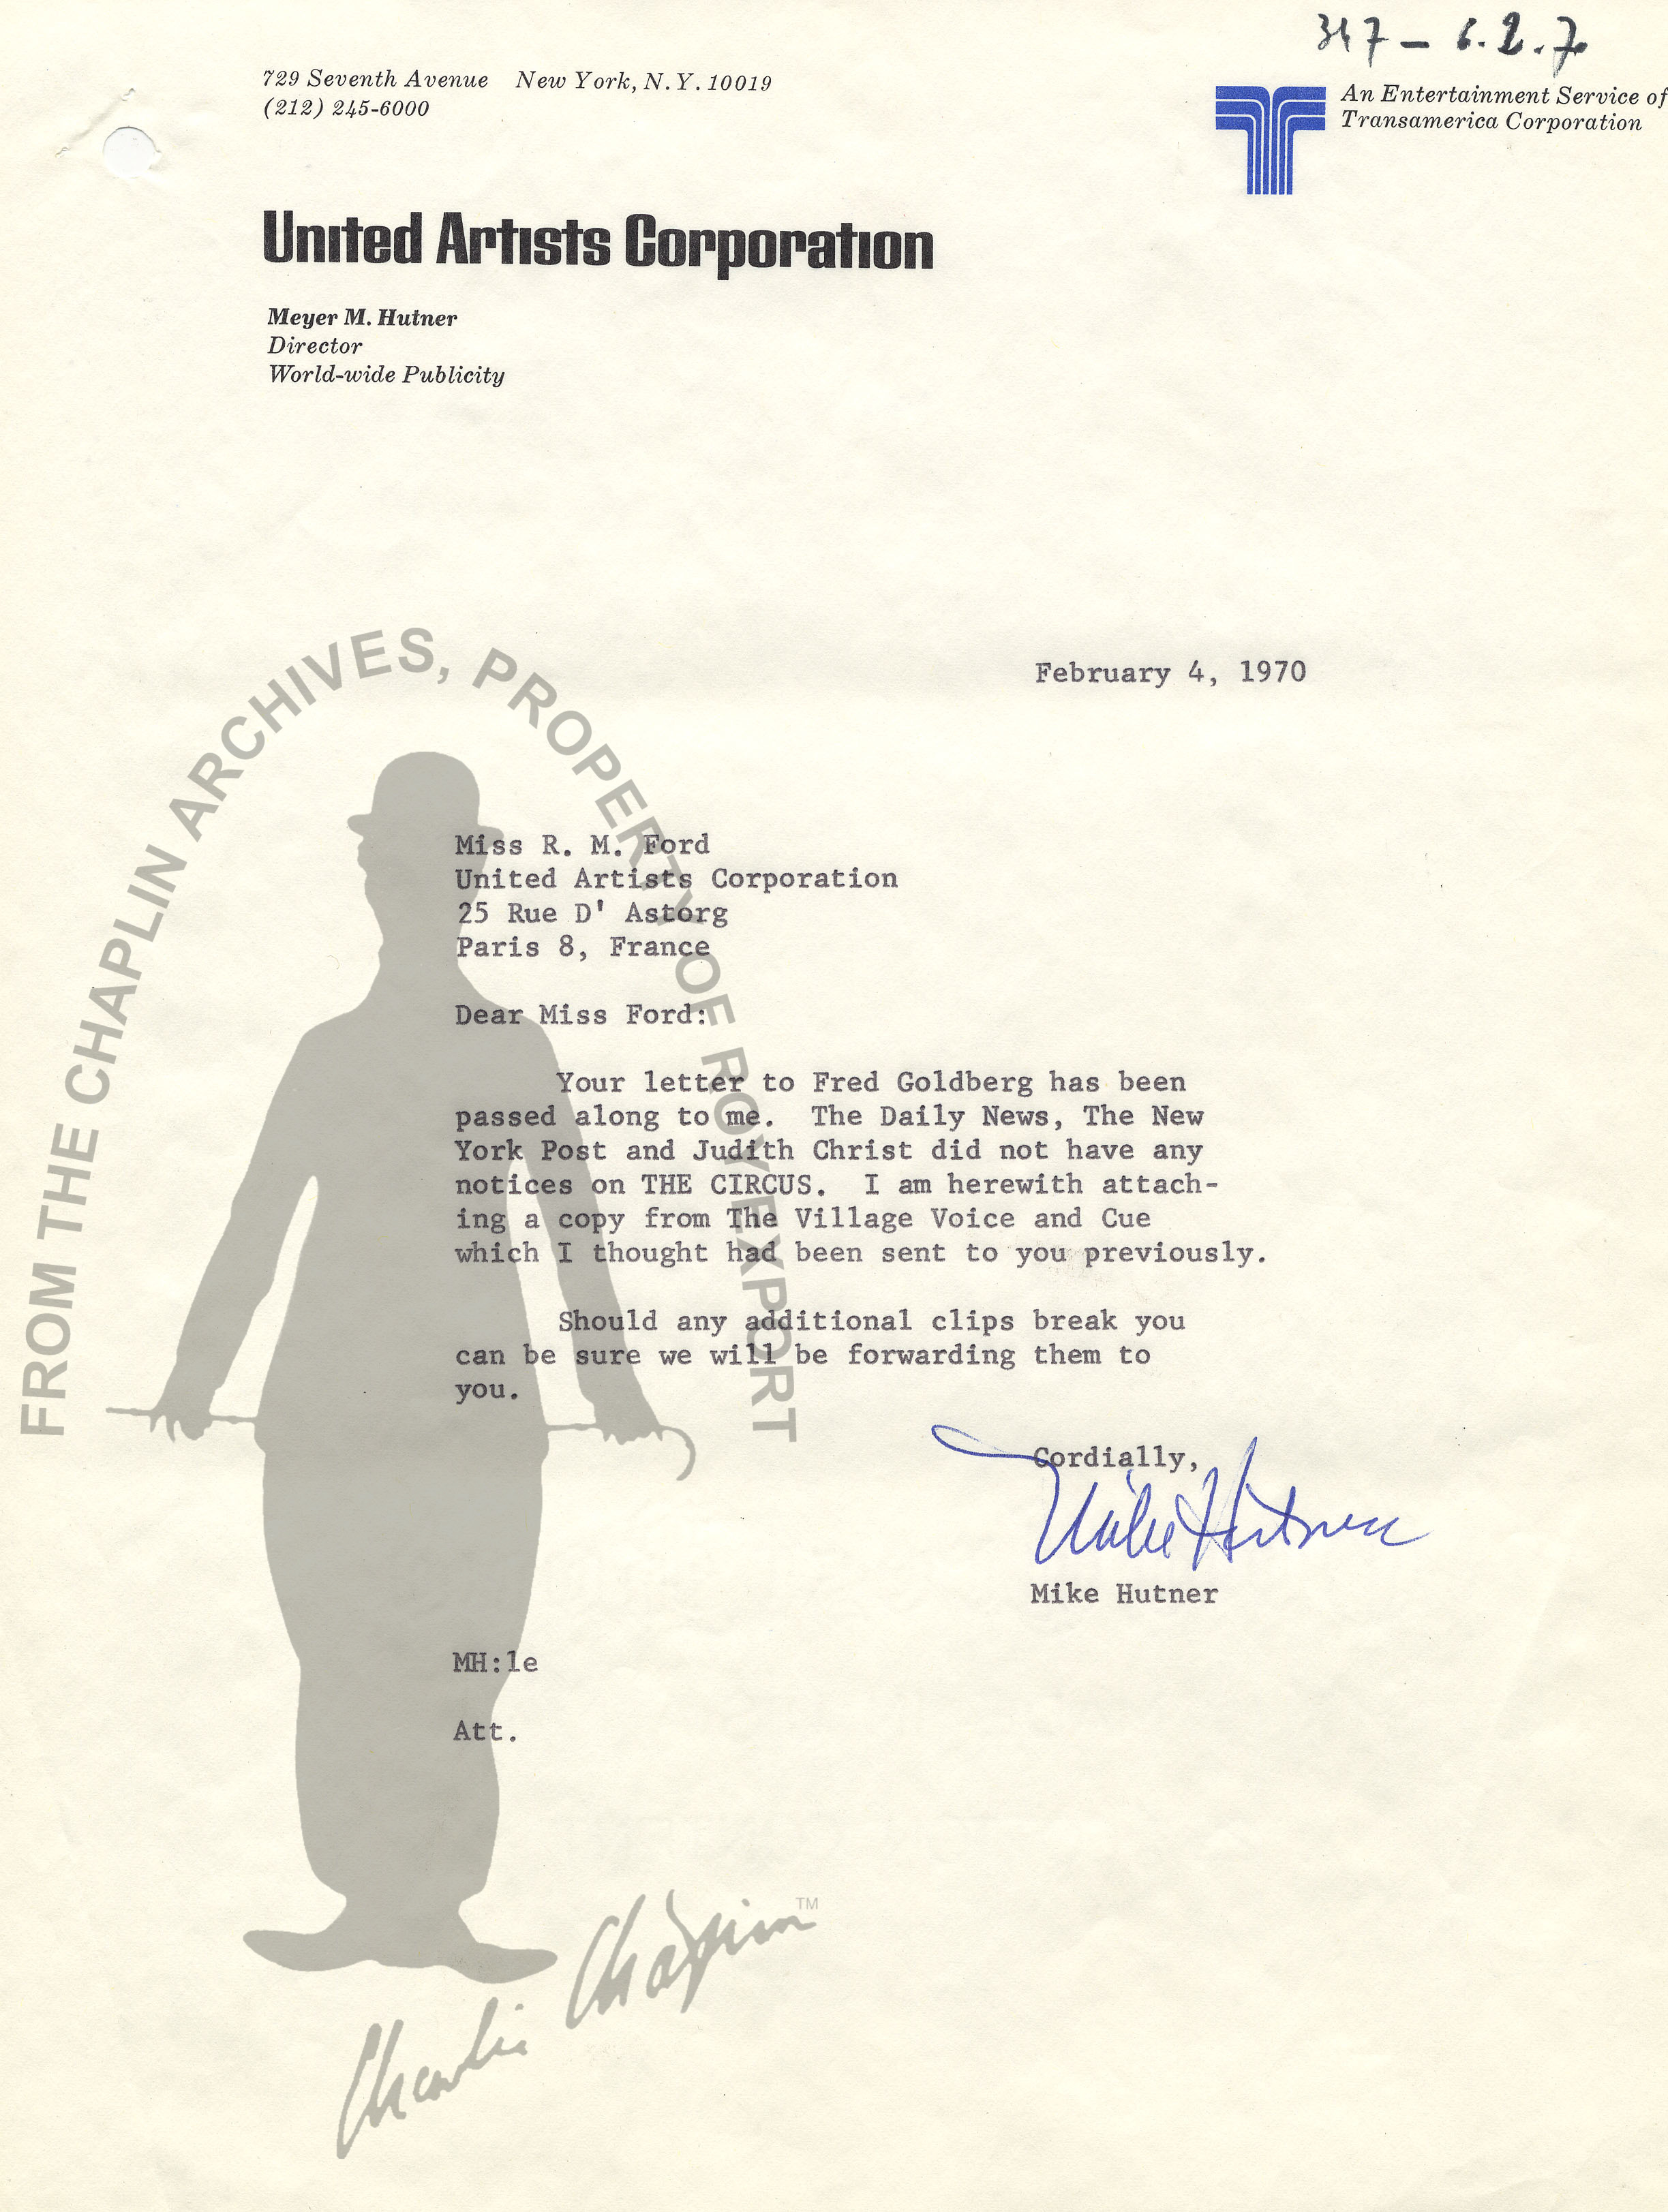 347 - 6.2.7
729 Seventh Avenue New York, N.Y. 10019
(212) 245-6000
An Entertainment Service of
Transamerica Corporation
United Artists Corporation
Meyer M. Hutner
Director
World-wide Publicity
February 4, 1970
FROM THE CHAPLIN ARCHIVES, PROPERTY OF ROY EXPORT
Miss R. M. Ford
United Artists Corporation
25 Rue D' Astorg
Paris 8, France
Dear Miss Ford:
Your letter to Fred Goldberg has been
passed along to me. The Daily News, The New
York Post and Judith Christ did not have any
notices on THE CIRCUS. I am herewith attach-
ing a copy from The Village Voice and Cue
which I thought had been sent to you previously.
Should any additional clips break you
can be sure we will be forwarding them to
you.
Cordially,
Mike Hutner
Mike Hutner
MH:le
Att.
Charlie Chaplin TM